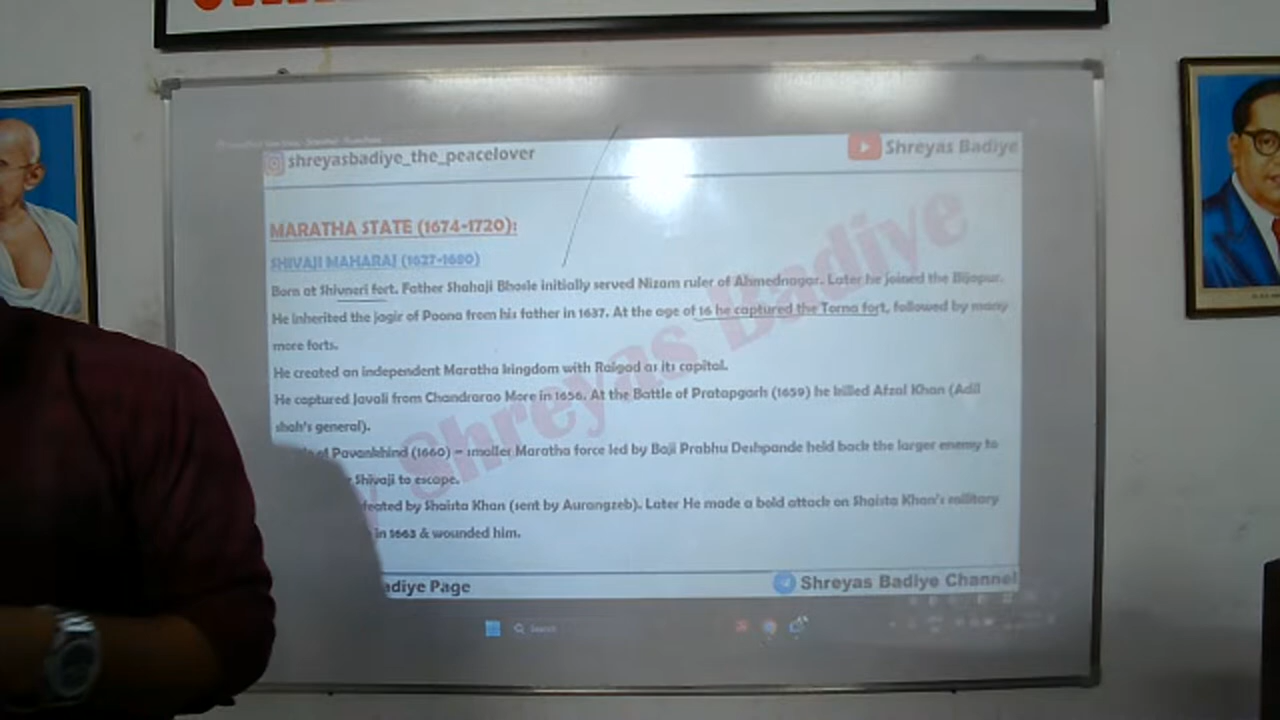 shreyasbadiye_the_peacelover
Shreyas Badiye
MARATHA STATE (1674-1720):
SHIVAJI MAHARAJ (1627-1680)
Born at Shivneri fort. Father Shahaji Bhosle initially served Nizam ruler of Ahmednagar. Later he joined the Bijapur.
He inherited the jagir of Poona from his father in 1637. At the age of 16 he captured the Torna fort, followed by many
more forts.
He created an independent Maratha kingdom with Raigad as its capital.
He captured Javali from Chandrarao More in 1656. At the Battle of Pratapgarh (1659) he killed Afzal Khan (Adil
shah's general).
of Pavankhind (1660) – smaller Maratha force led by Baji Prabhu Deshpande held back the larger enemy to
Shivaji to escape.
feated by Shaista Khan (sent by Aurangzeb). Later He made a bold attack on Shaista Khan's military
in 1663 & wounded him.
adiye Page
Shreyas Badiye Channel
Search
Shreyas Badiye